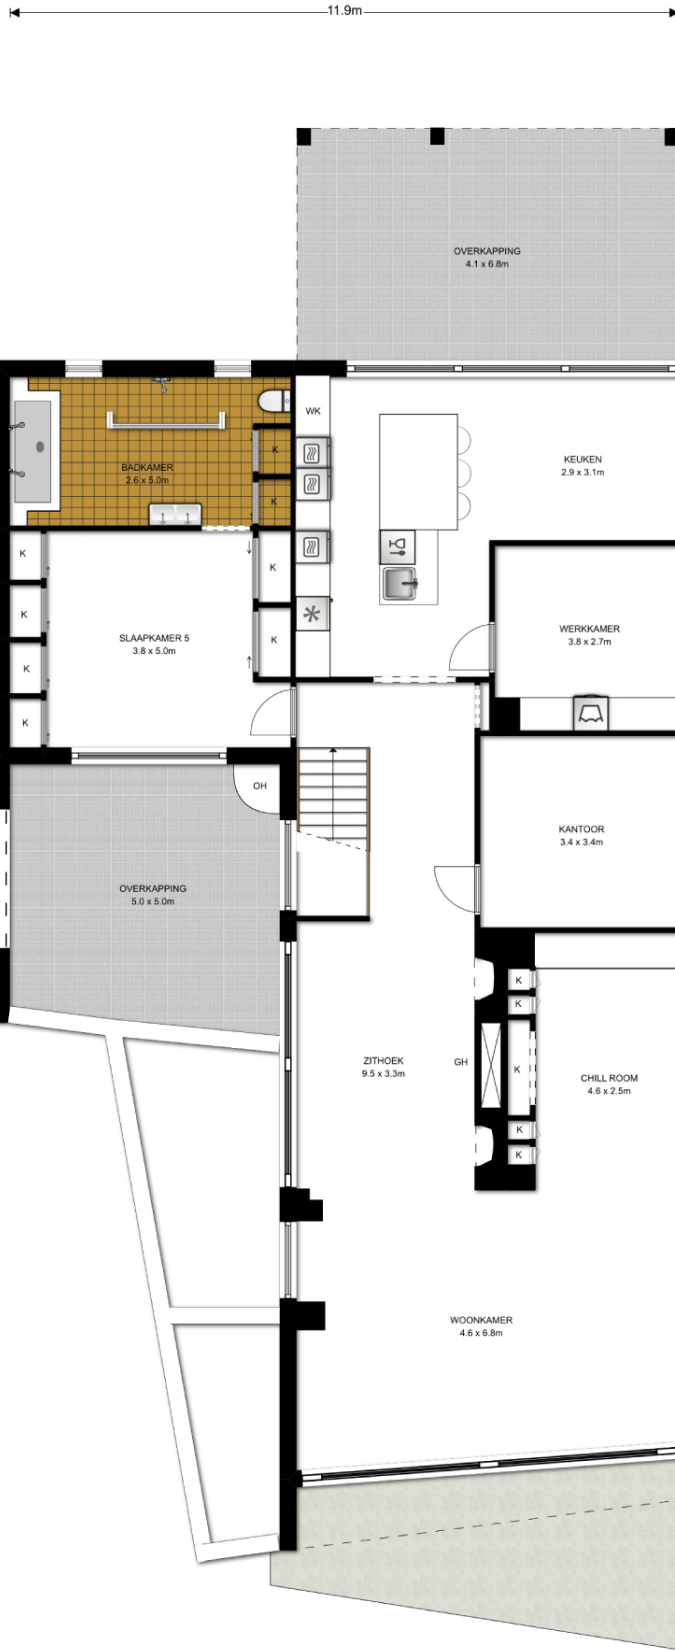 11.9m
OVERKAPPING
4.1 x 6.8m
WK
KEUKEN
2.9 x 3.1m
K
BADKAMER
2.6 x 5.0m
K
K
K
K
SLAAPKAMER 5
3.8 x 5.0m
K
K
K
K
WERKKAMER
3.8 x 2.7m
OH
KANTOOR
3.4 x 3.4m
OVERKAPPING
5.0 x 5.0m
K
K
ZITHOEK
9.5 x 3.3m
GH
K
CHILL ROOM
4.6 x 2.5m
K
K
WOONKAMER
4.6 x 6.8m